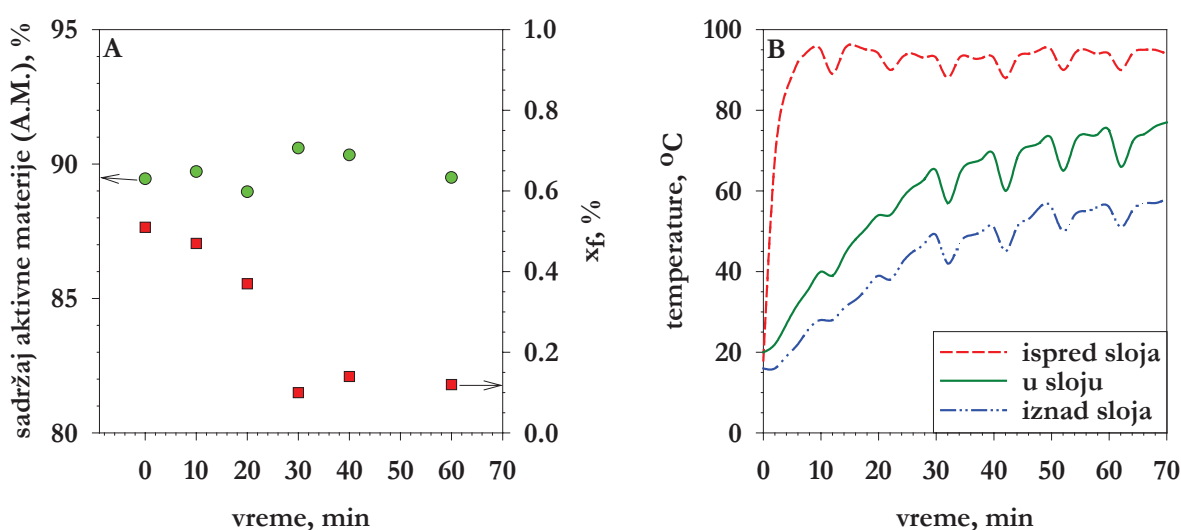 A
sadržaj aktivne materije (A.M.), %
95
90
85
80
1.0
0.8
0.6
0.4
0.2
0.0
x_f, %
0 10 20 30 40 50 60 70
vreme, min
B
temperature, °C
100
80
60
40
20
0
ispred sloja
u sloju
iznad sloja
0 10 20 30 40 50 60 70
vreme, min